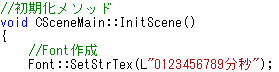 //初期化メソッド
void CSceneMain::InitScene()
{
//Font作成
Font::SetStrTex(L"0123456789分秒");